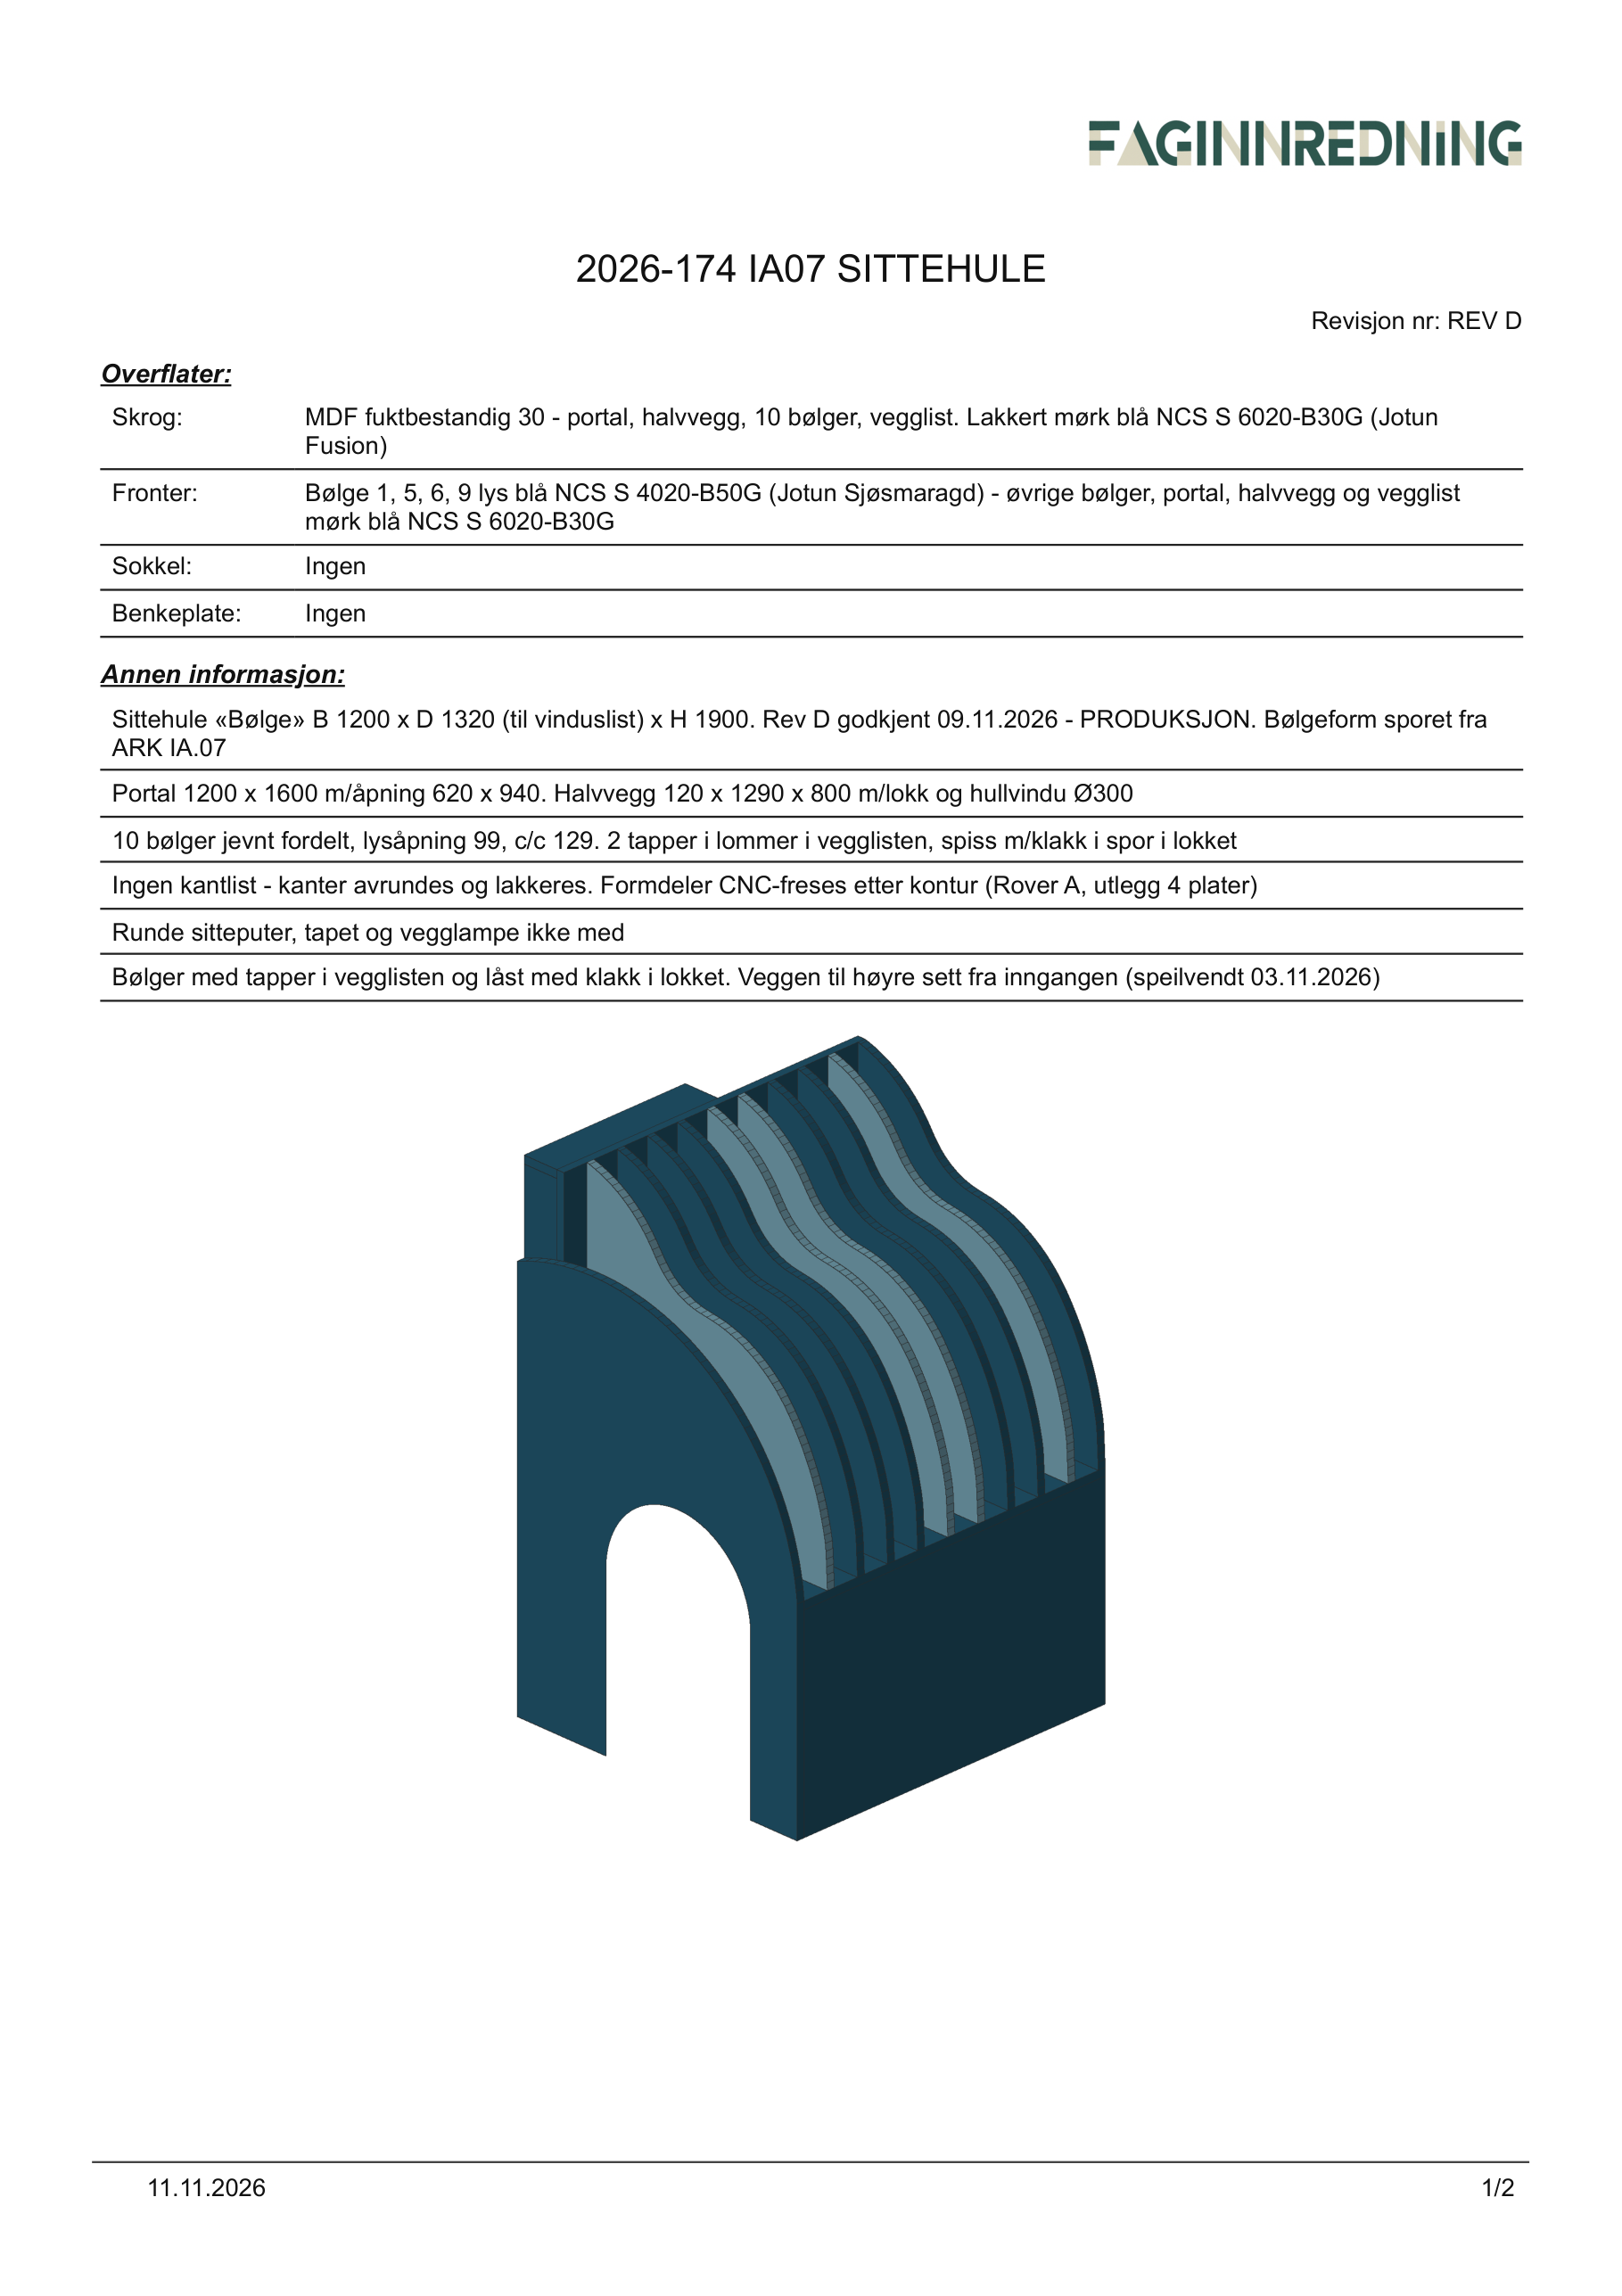 FAGINNREDNING
2026-174 IA07 SITTEHULE
Revisjon nr: REV D
Overflater:
Skrog: MDF fuktbestandig 30 - portal, halvvegg, 10 bølger, vegglist. Lakkert mørk blå NCS S 6020-B30G (Jotun
Fusion)
Fronter: Bølge 1, 5, 6, 9 lys blå NCS S 4020-B50G (Jotun Sjøsmaragd) - øvrige bølger, portal, halvvegg og vegglist
mørk blå NCS S 6020-B30G
Sokkel: Ingen
Benkeplate: Ingen
Annen informasjon:
Sittehule «Bølge» B 1200 x D 1320 (til vinduslist) x H 1900. Rev D godkjent 09.11.2026 - PRODUKSJON. Bølgeform sporet fra
ARK IA.07
Portal 1200 x 1600 m/åpning 620 x 940. Halvvegg 120 x 1290 x 800 m/lokk og hullvindu Ø300
10 bølger jevnt fordelt, lysåpning 99, c/c 129. 2 tapper i lommer i vegglisten, spiss m/klakk i spor i lokket
Ingen kantlist - kanter avrundes og lakkeres. Formdeler CNC-freses etter kontur (Rover A, utlegg 4 plater)
Runde sitteputer, tapet og vegglampe ikke med
Bølger med tapper i vegglisten og låst med klakk i lokket. Veggen til høyre sett fra inngangen (speilvendt 03.11.2026)
11.11.2026
1/2